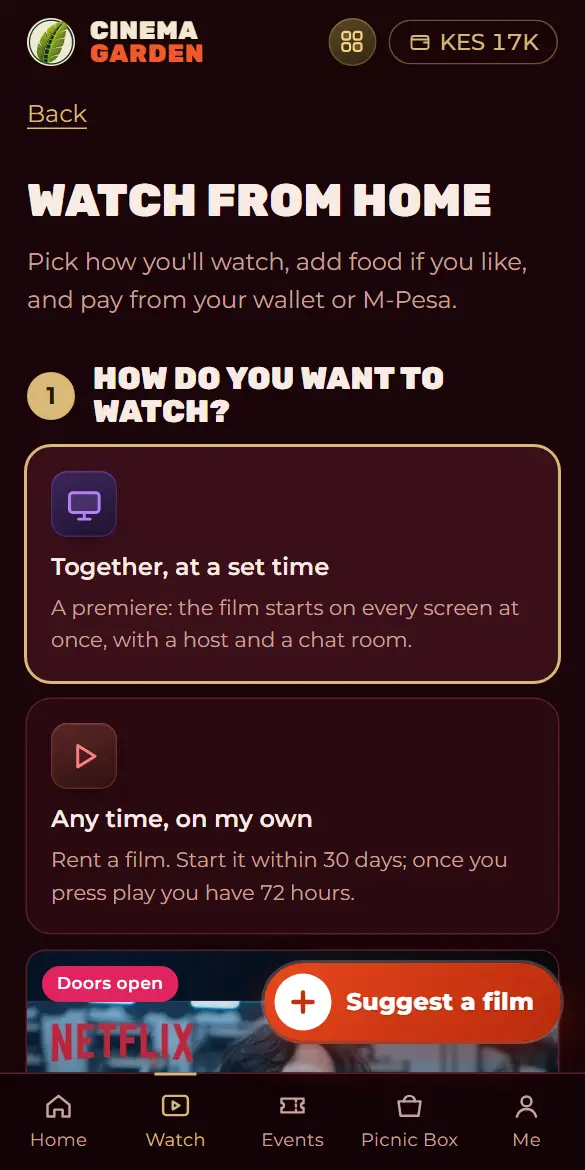 CINEMA
GARDEN
KES 17K
Back
WATCH FROM HOME
Pick how you'll watch, add food if you like,
and pay from your wallet or M-Pesa.
1
HOW DO YOU WANT TO
WATCH?
Together, at a set time
A premiere: the film starts on every screen at
once, with a host and a chat room.
Any time, on my own
Rent a film. Start it within 30 days; once you
press play you have 72 hours.
Doors open
Suggest a film
NETFLIX
Home
Watch
Events
Picnic Box
Me